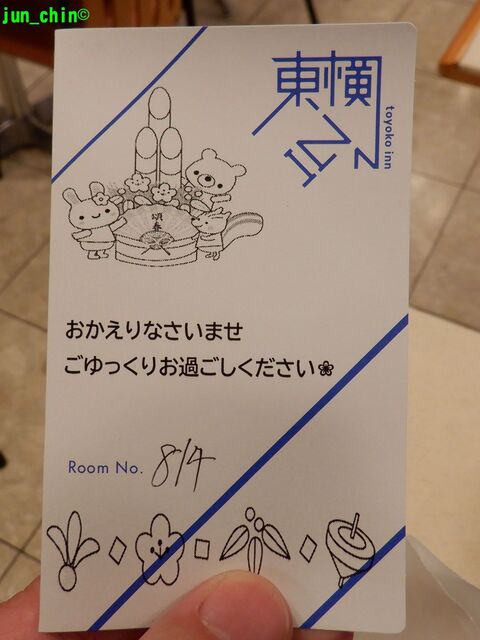 jun_chin©
東横
INN
toyoko inn
頌春
おかえりなさいませ
ごゆっくりお過ごしください
Room No. 814